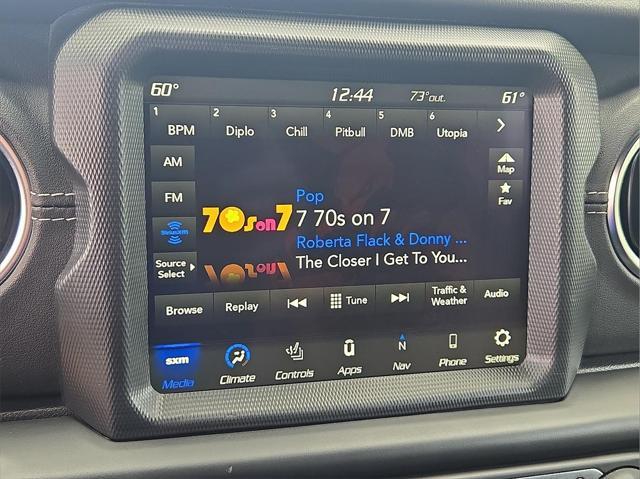 60° 12:44 73°out. 61°
1 2 3 4 5 6
BPM Diplo Chill Pitbull DMB Utopia
AM
Map
FM
Fav
Pop
70s on 7 7 70s on 7
SiriusXM
Roberta Flack & Donny ...
Source
Select
The Closer I Get To You...
Browse Replay Tune Traffic &
Weather Audio
sxm N
Media Climate Controls Apps Nav Phone Settings